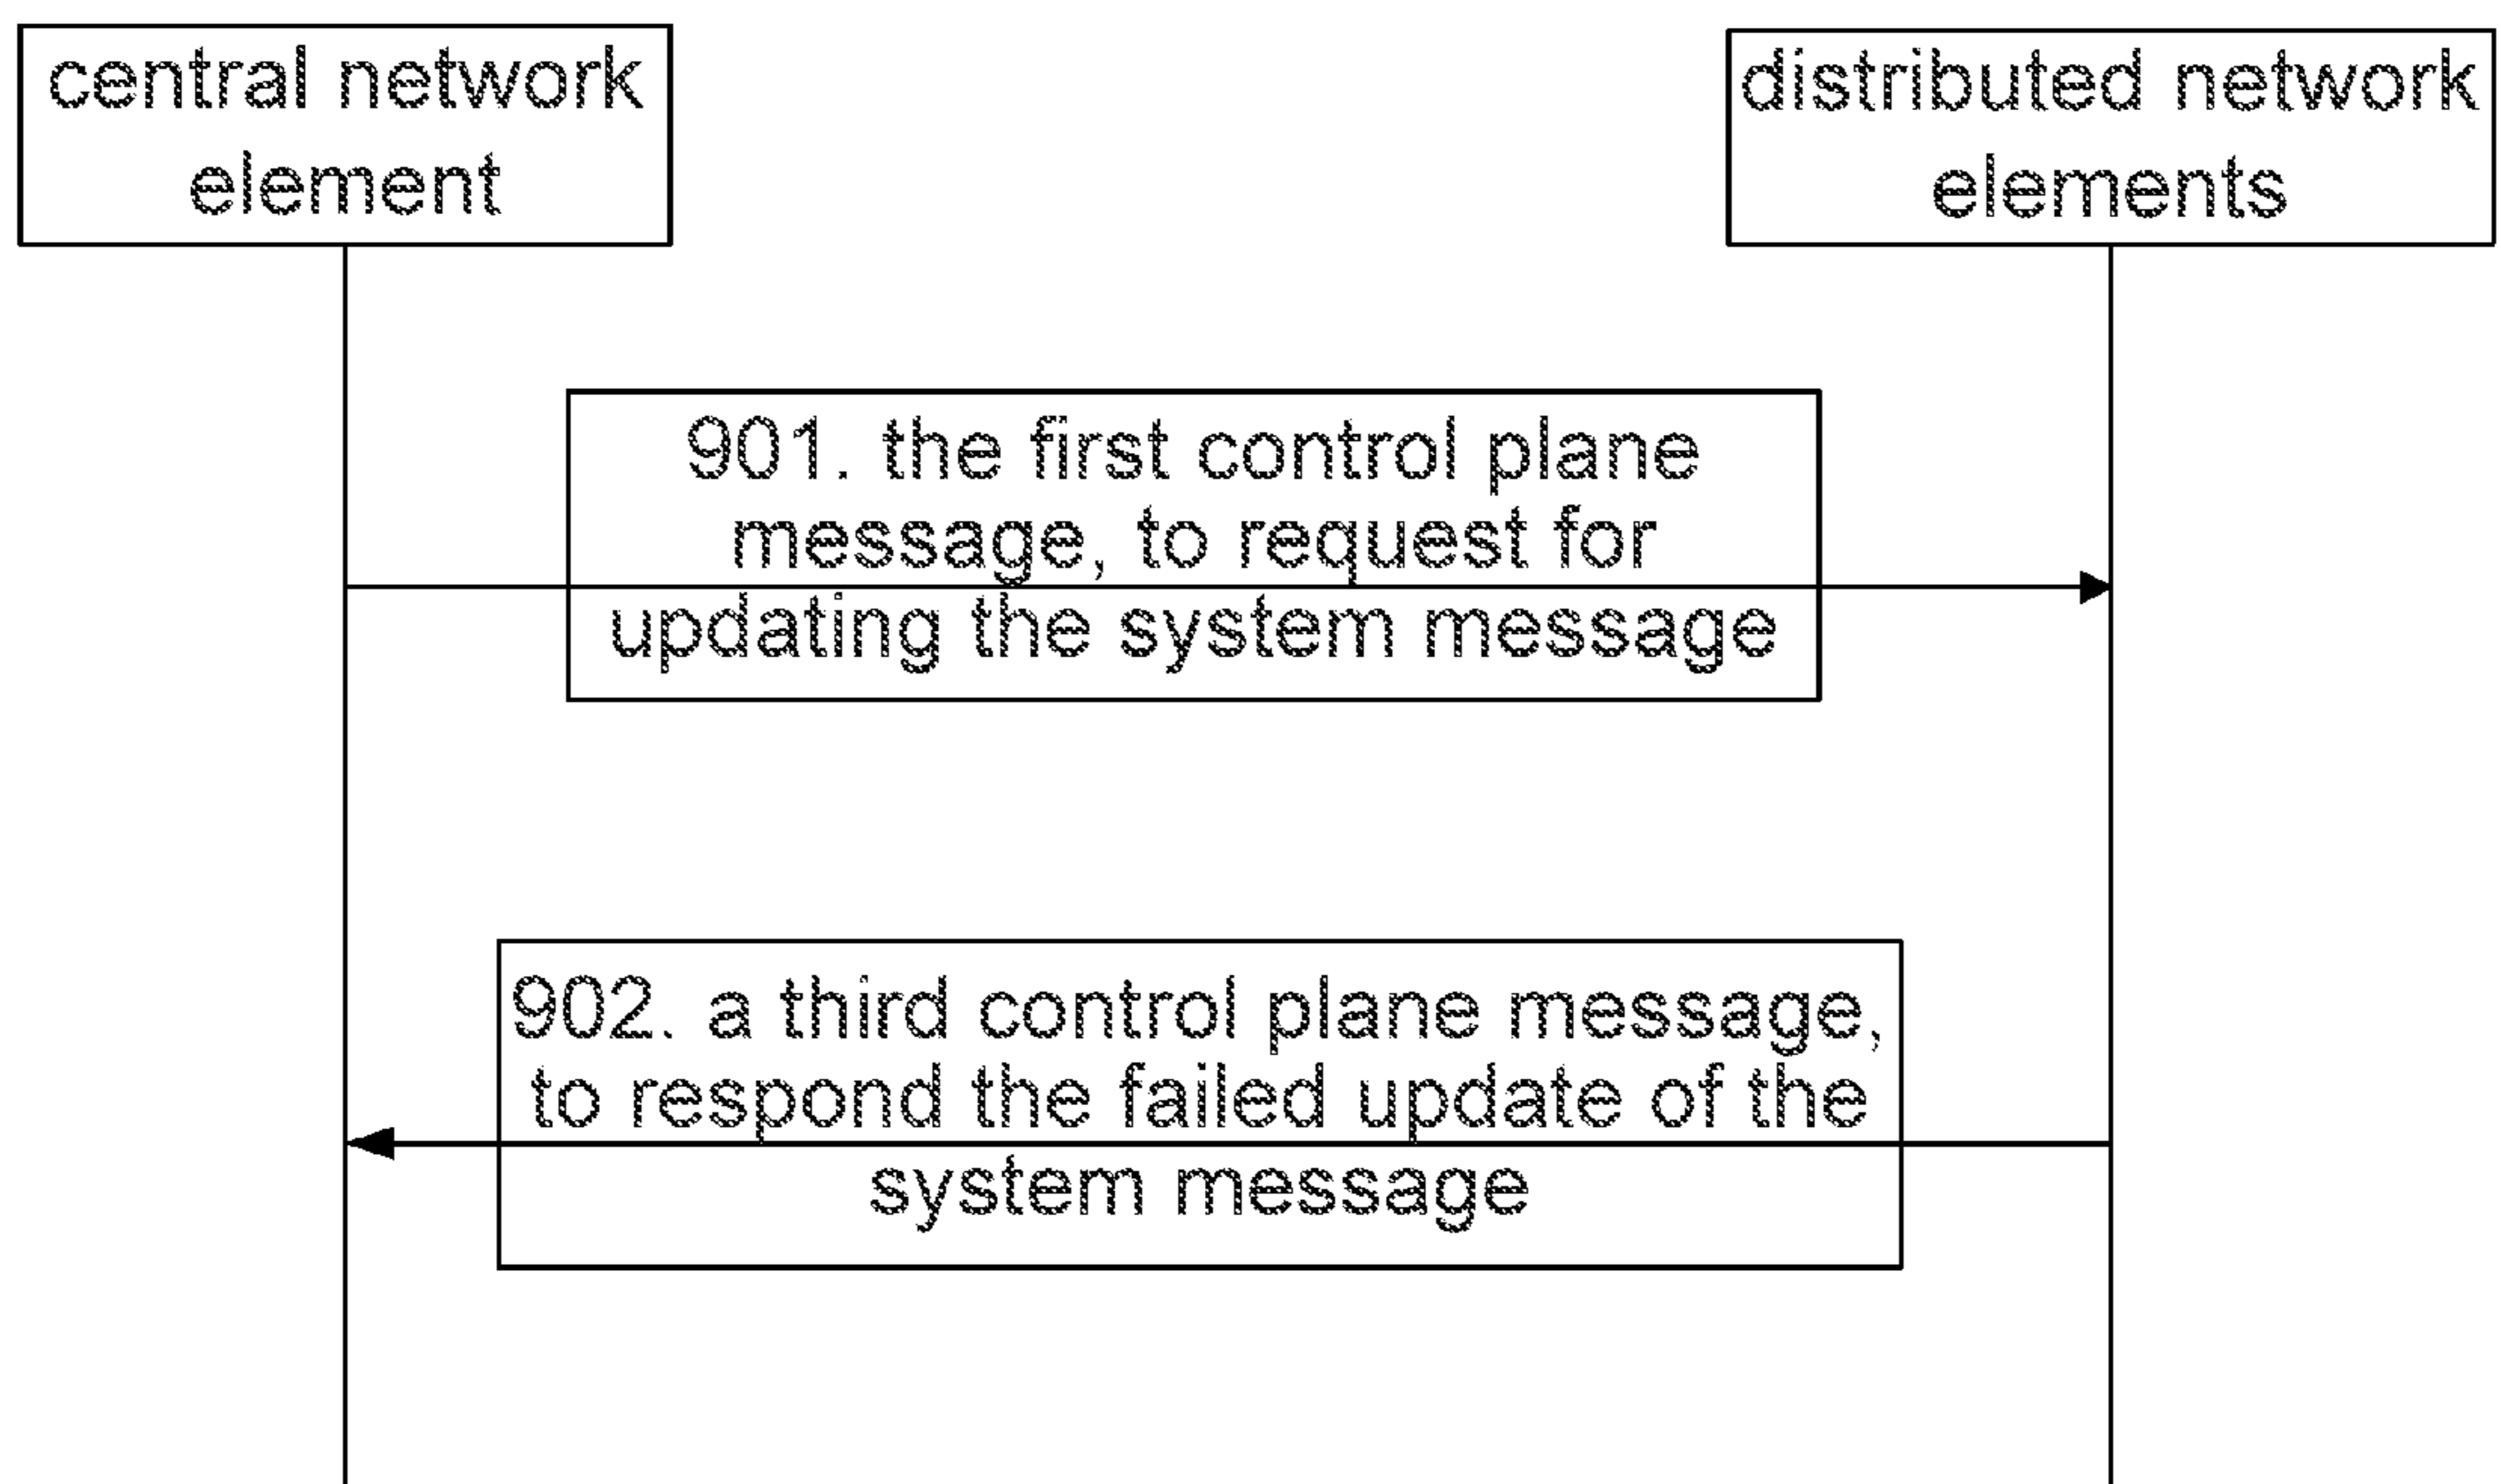 central network
element
distributed network
elements
901. the first control plane
message, to request for
updating the system message
902. a third control plane message,
to respond the failed update of the
system message